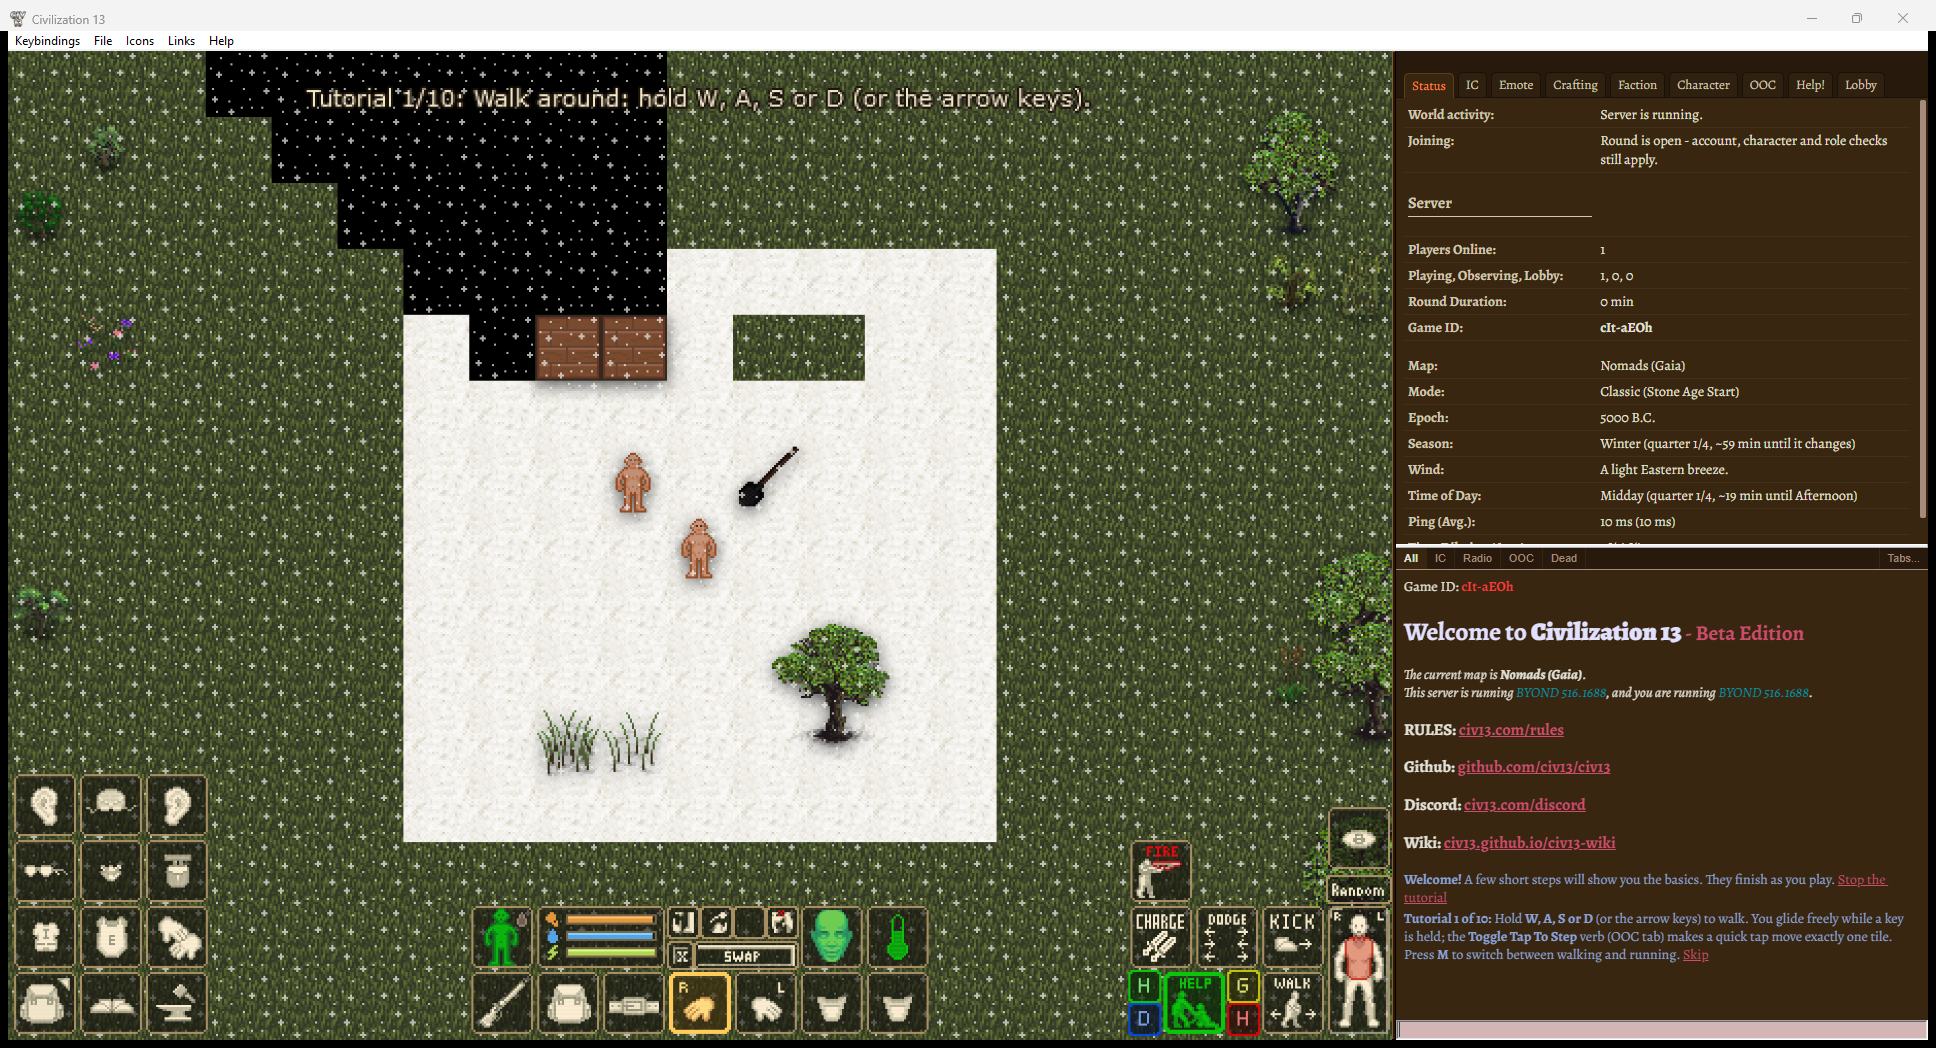 Civilization 13
Keybindings File Icons Links Help
Tutorial 1/10: Walk around: hold W, A, S or D (or the arrow keys).
Status IC Emote Crafting Faction Character OOC Help! Lobby
World activity: Server is running.
Joining: Round is open - account, character and role checks
still apply.
Server
Players Online: 1
Playing, Observing, Lobby: 1, 0, 0
Round Duration: 0 min
Game ID: cIt-aEOh
Map: Nomads (Gaia)
Mode: Classic (Stone Age Start)
Epoch: 5000 B.C.
Season: Winter (quarter 1/4, ~59 min until it changes)
Wind: A light Eastern breeze.
Time of Day: Midday (quarter 1/4, ~19 min until Afternoon)
Ping (Avg.): 10 ms (10 ms)
All IC Radio OOC Dead Tabs...
Game ID: cIt-aEOh
Welcome to Civilization 13 - Beta Edition
The current map is Nomads (Gaia).
This server is running BYOND 516.1688, and you are running BYOND 516.1688.
RULES: civ13.com/rules
Github: github.com/civ13/civ13
Discord: civ13.com/discord
Wiki: civ13.github.io/civ13-wiki
Welcome! A few short steps will show you the basics. They finish as you play. Stop the
tutorial
Tutorial 1 of 10: Hold W, A, S or D (or the arrow keys) to walk. You glide freely while a key
is held; the Toggle Tap To Step verb (OOC tab) makes a quick tap move exactly one tile.
Press M to switch between walking and running. Skip
FIRE
Random
CHARGE DODGE KICK R L
I E X SWAP
R L
H HELP G WALK
D H